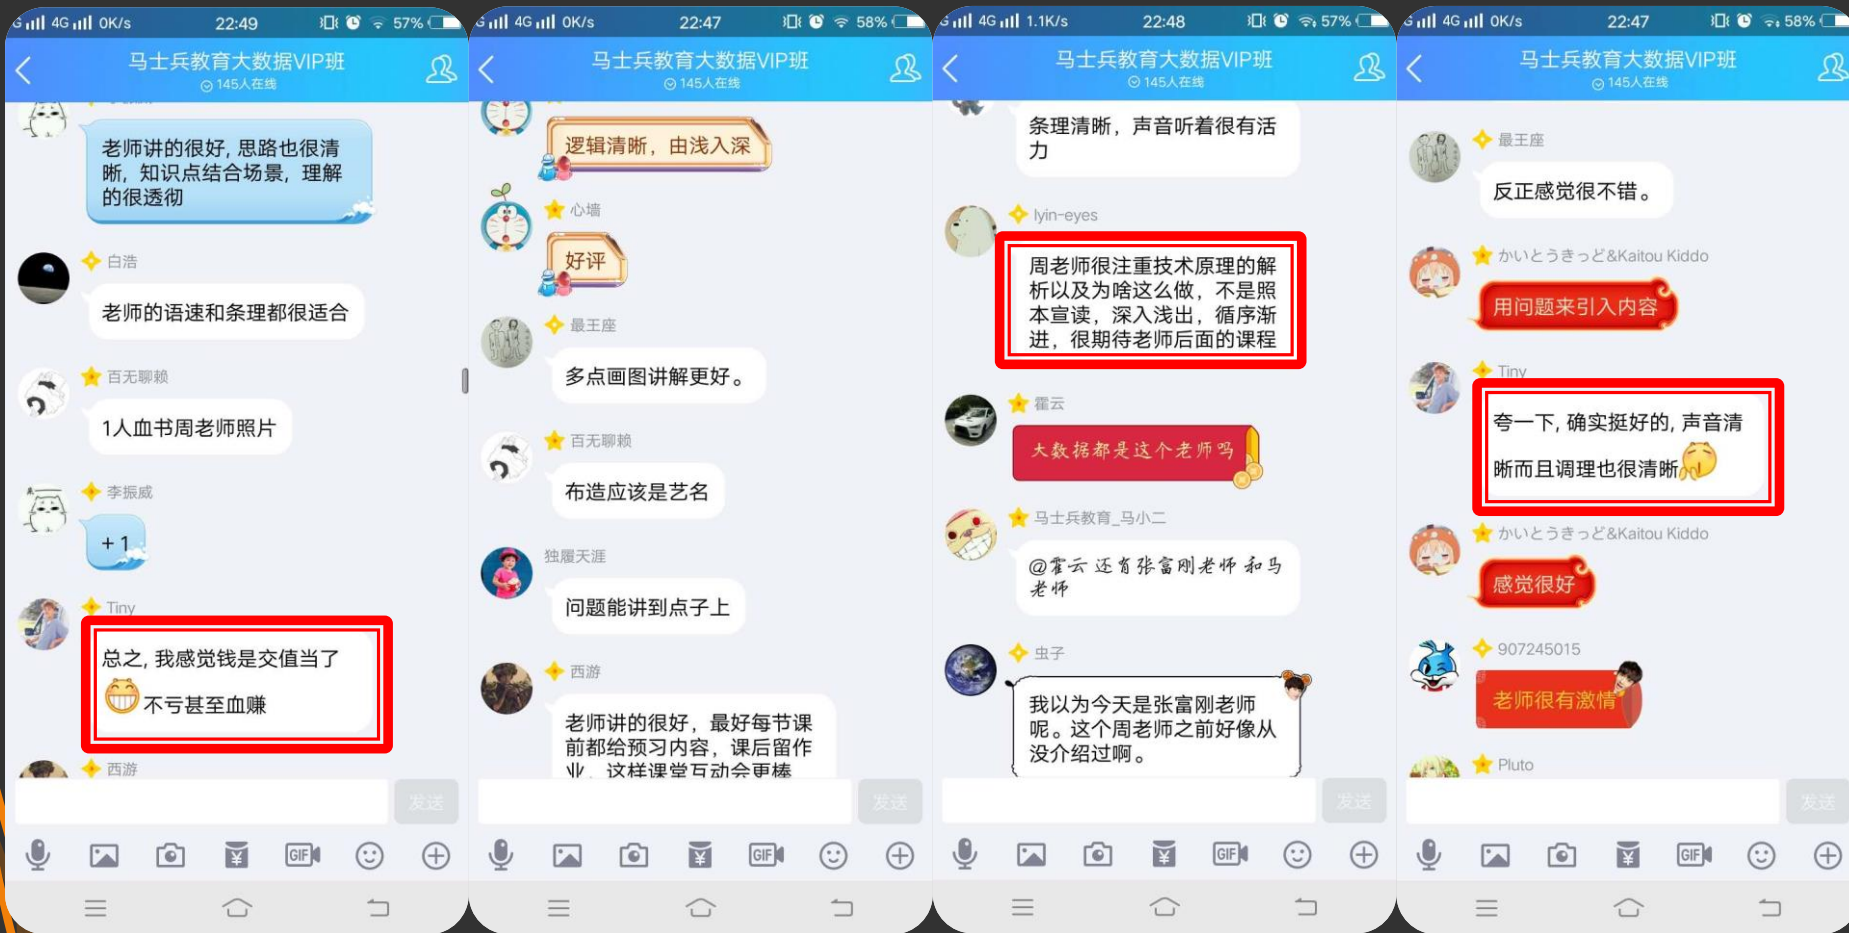 4G 0K/s 22:49 57%
马士兵教育大数据VIP班
145人在线
老师讲的很好, 思路也很清
晰, 知识点结合场景, 理解
的很透彻
白浩
老师的语速和条理都很适合
百无聊赖
1人血书周老师照片
李振威
+1
Tiny
总之, 我感觉钱是交值当了
不亏甚至血赚
西游
发送
GIF
G 4G 0K/s 22:47 58%
马士兵教育大数据VIP班
145人在线
逻辑清晰, 由浅入深
心墙
好评
最王座
多点画图讲解更好。
百无聊赖
布造应该是艺名
独履天涯
问题能讲到点子上
西游
老师讲的很好, 最好每节课
前都给预习内容, 课后留作
业, 这样课堂互动会更棒
发送
GIF
G 4G 1.1K/s 22:48 57%
马士兵教育大数据VIP班
145人在线
条理清晰, 声音听着很有活
力
lyin-eyes
周老师很注重技术原理的解
析以及为啥这么做, 不是照
本宣读, 深入浅出, 循序渐
进, 很期待老师后面的课程
霍云
大数据都是这个老师吗
马士兵教育_马小二
@霍云 还有张富刚老师 和马
老师
虫子
我以为今天是张富刚老师
呢。这个周老师之前好像从
没介绍过啊。
发送
GIF
G 4G 0K/s 22:47 58%
马士兵教育大数据VIP班
145人在线
最王座
反正感觉很不错。
かいとうきっど&Kaitou Kiddo
用问题来引入内容
Tiny
夸一下, 确实挺好的, 声音清
晰而且调理也很清晰
かいとうきっど&Kaitou Kiddo
感觉很好
907245015
老师很有激情
Pluto
发送
GIF